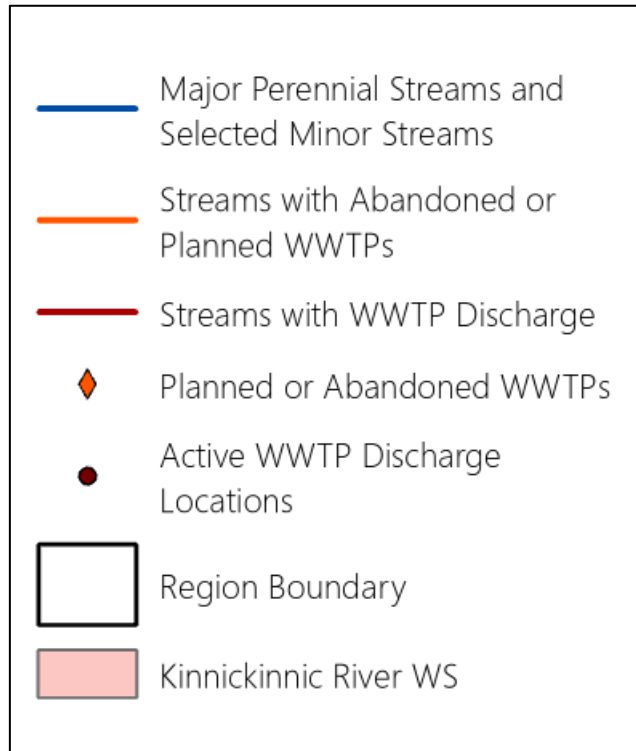 Major Perennial Streams and
Selected Minor Streams
Streams with Abandoned or
Planned WWTPs
Streams with WWTP Discharge
Planned or Abandoned WWTPs
Active WWTP Discharge
Locations
Region Boundary
Kinnickinnic River WS